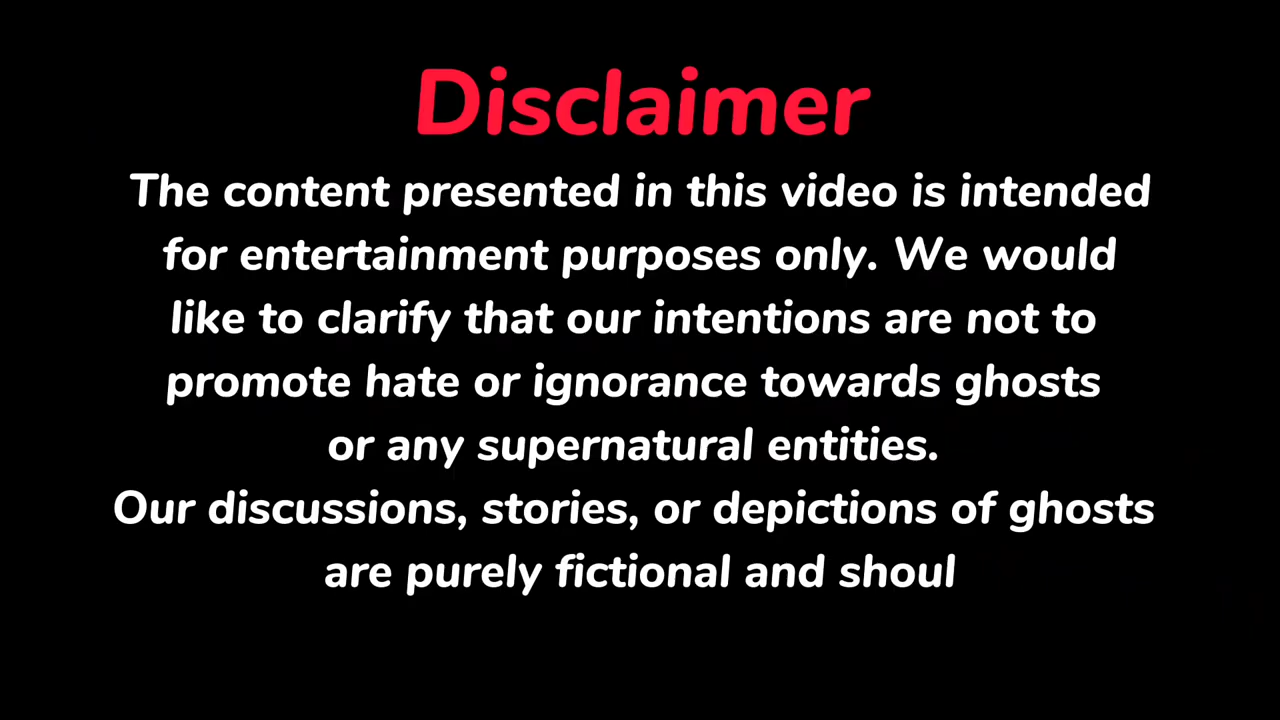 Disclaimer
The content presented in this video is intended
for entertainment purposes only. We would
like to clarify that our intentions are not to
promote hate or ignorance towards ghosts
or any supernatural entities.
Our discussions, stories, or depictions of ghosts
are purely fictional and shoul